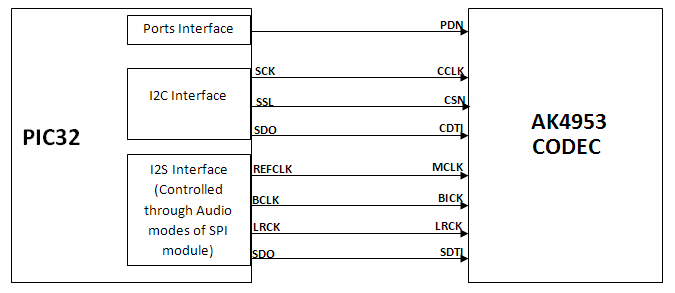 Ports Interface
PDN
SCK
CCLK
I2C Interface
SSL
CSN
SDO
CDTI
PIC32
AK4953
CODEC
I2S Interface
(Controlled
through Audio
modes of SPI
module)
REFCLK
MCLK
BCLK
BICK
LRCK
LRCK
SDO
SDTI